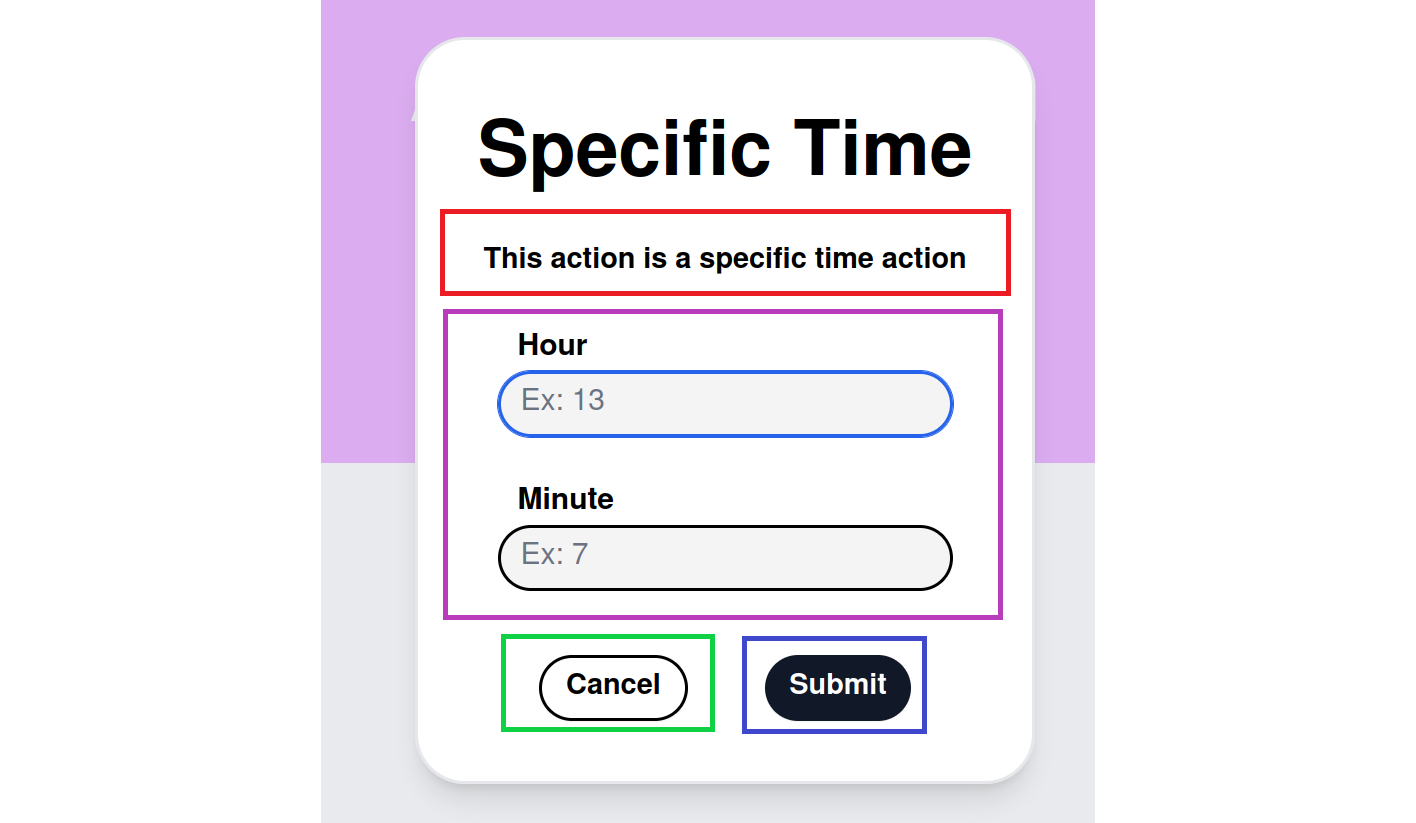 Specific Time
This action is a specific time action
Hour
Ex: 13
Minute
Ex: 7
Cancel
Submit